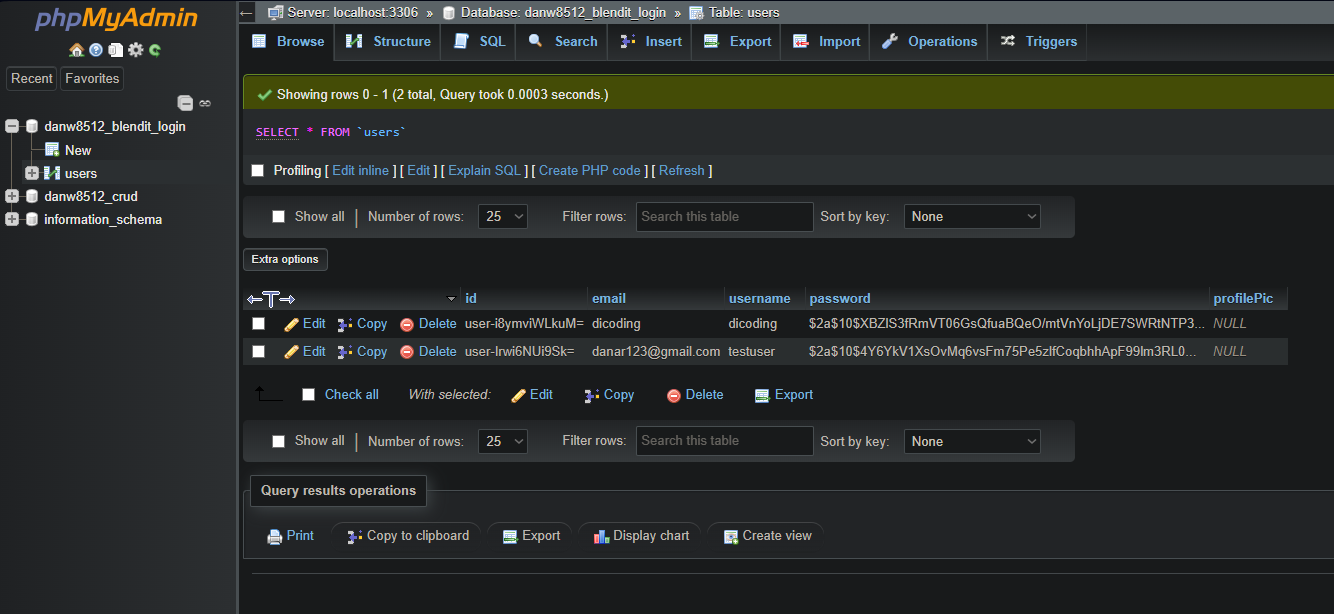 phpMyAdmin
Recent Favorites
danw8512_blendit_login
New
users
danw8512_crud
information_schema
Server: localhost:3306 » Database: danw8512_blendit_login » Table: users
Browse Structure SQL Search Insert Export Import Operations Triggers
Showing rows 0 - 1 (2 total, Query took 0.0003 seconds.)
SELECT * FROM `users`
Profiling [ Edit inline ] [ Edit ] [ Explain SQL ] [ Create PHP code ] [ Refresh ]
Show all | Number of rows: 25 Filter rows: Search this table Sort by key: None
Extra options
id email username password profilePic
Edit Copy Delete user-i8ymviWLkuM= dicoding dicoding $2a$10$XBZlS3fRmVT06GsQfuaBQeO/mtVnYoLjDE7SWRtNTP3... NULL
Edit Copy Delete user-lrwi6NUi9Sk= danar123@gmail.com testuser $2a$10$4Y6YkV1XsOvMq6vsFm75Pe5zlfCoqbhhApF99lm3RL0... NULL
Check all With selected: Edit Copy Delete Export
Show all | Number of rows: 25 Filter rows: Search this table Sort by key: None
Query results operations
Print Copy to clipboard Export Display chart Create view